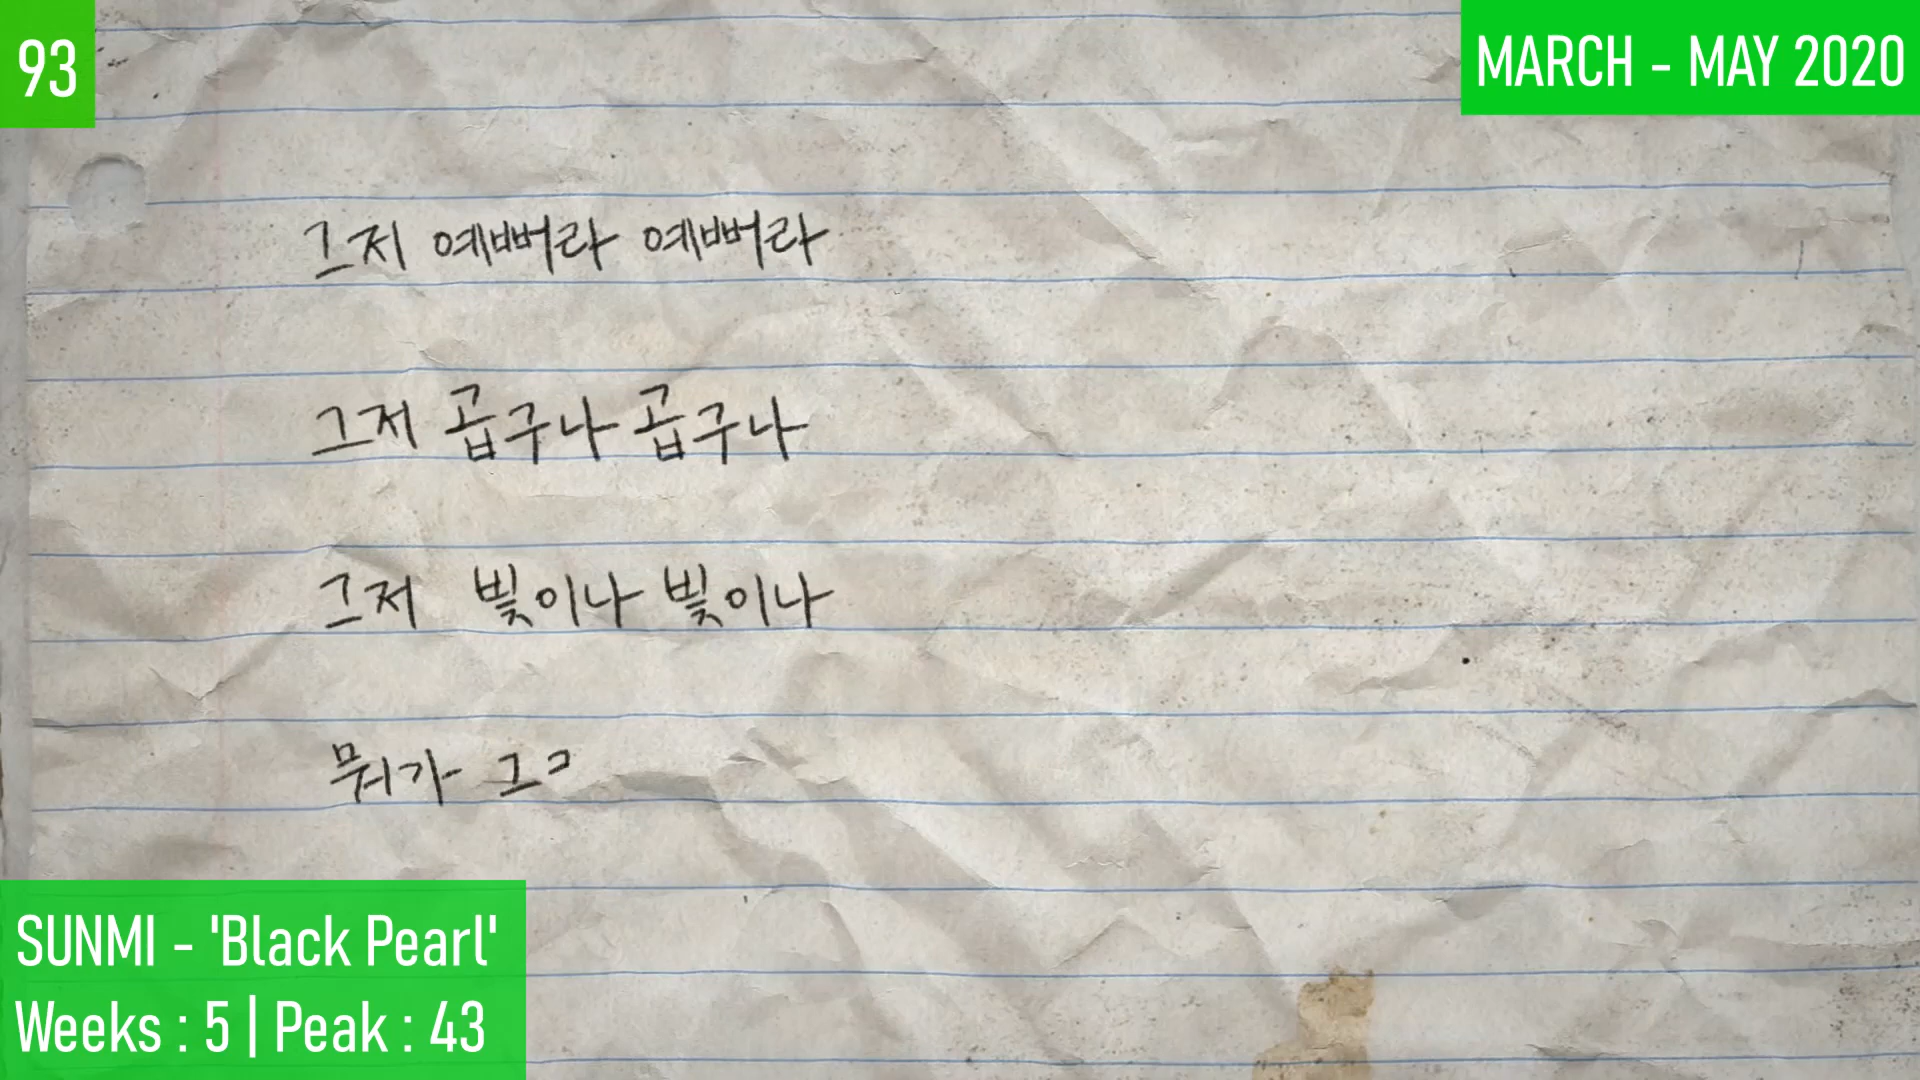 93
MARCH - MAY 2020
그저 예뻐라 예뻐라
그저 곱구나 곱구나
그저 빛이나 빛이나
뭐가 그
SUNMI - 'Black Pearl'
Weeks : 5 | Peak : 43